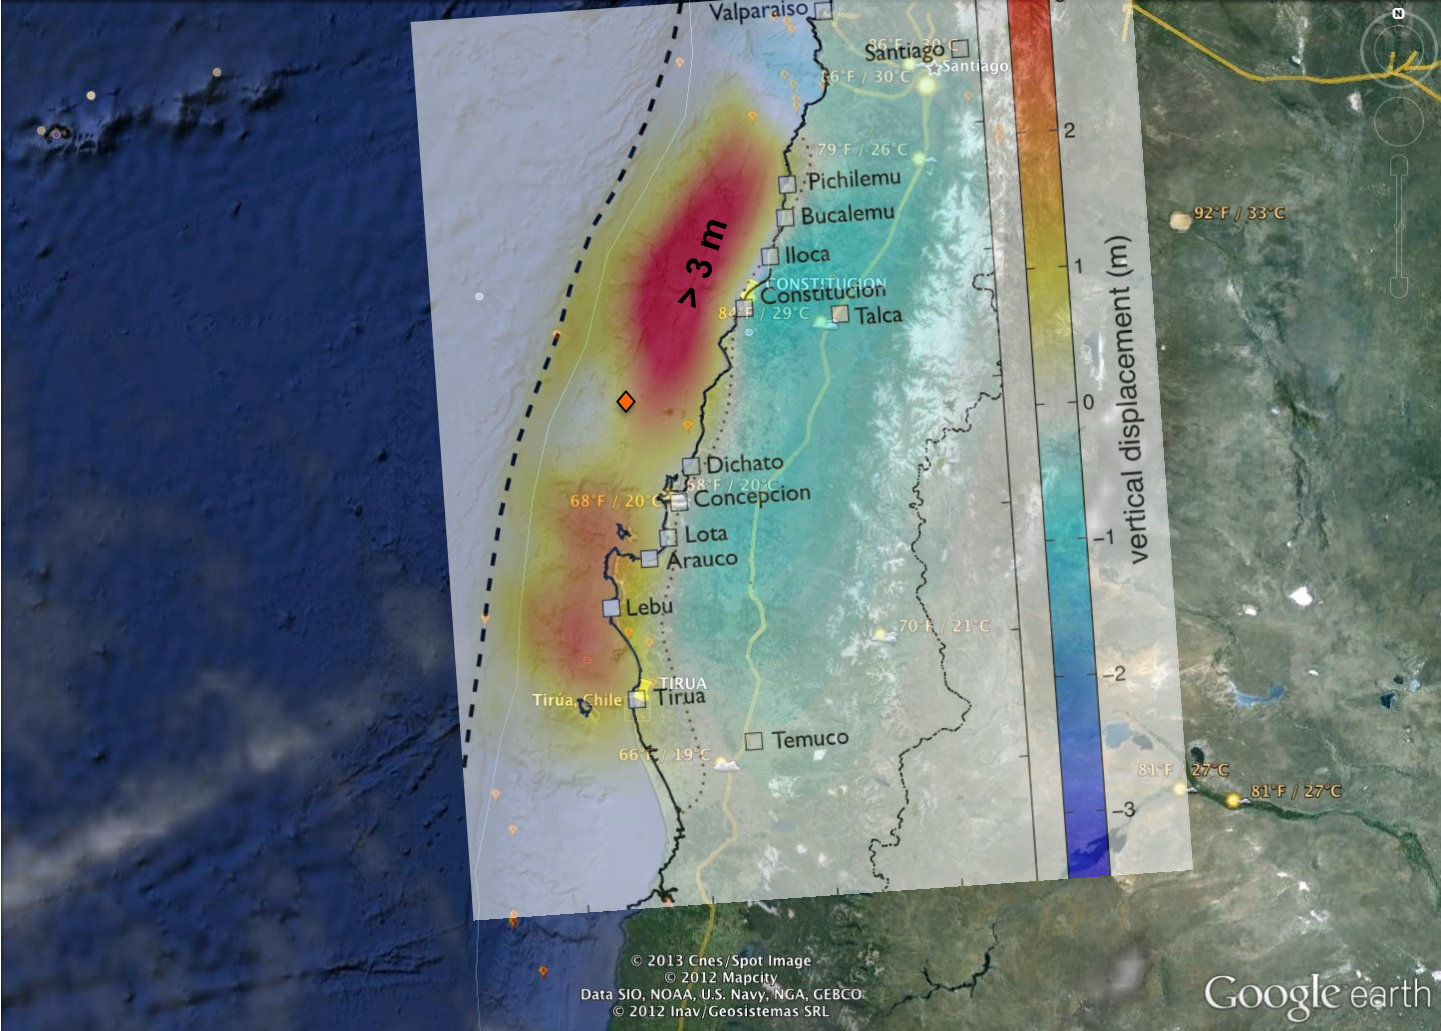 Valparaiso
86°F / 30°C
Santiago
Santiago
86°F / 30°C
N
2
79°F / 26°C
Pichilemu
Bucalemu
92°F / 33°C
> 3 m
Iloca
1
CONSTITUCION
Constitucion
84°F / 29°C
Talca
vertical displacement (m)
0
Dichato
68°F / 20°C
68°F / 20°C
Concepcion
Lota
−1
Arauco
Lebu
70°F / 21°C
−2
TIRUA
Tirúa, Chile
Tirua
Temuco
66°F / 19°C
81°F / 27°C
81°F / 27°C
−3
© 2013 Cnes/Spot Image
© 2012 Mapcity
Data SIO, NOAA, U.S. Navy, NGA, GEBCO
© 2012 Inav/Geosistemas SRL
Google earth